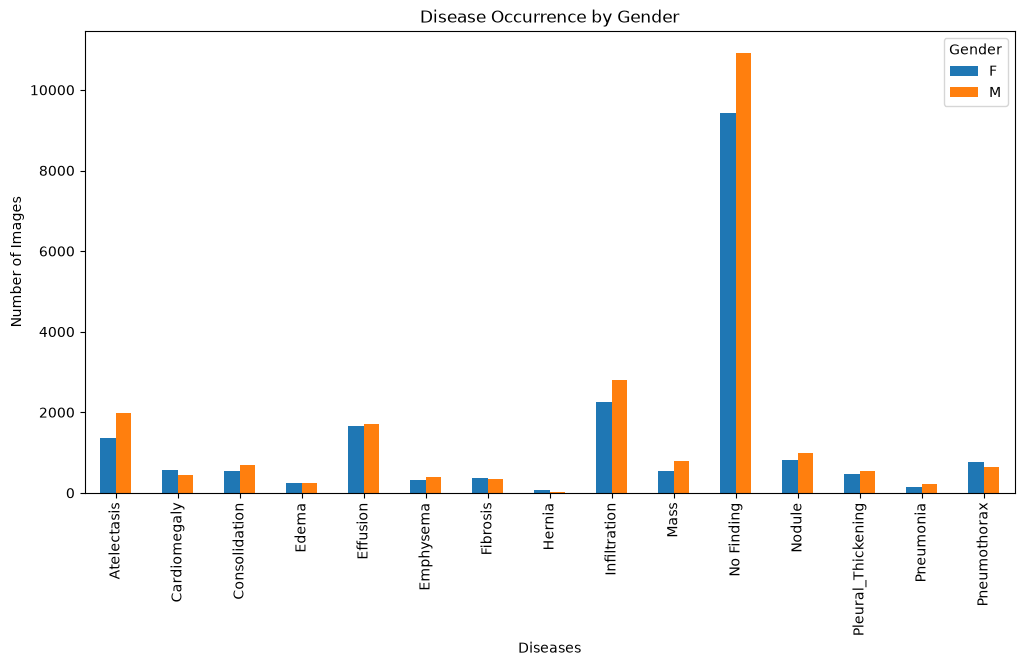 Disease Occurrence by Gender
Gender
F
M
10000
8000
6000
4000
2000
0
Number of Images
Atelectasis
Cardiomegaly
Consolidation
Edema
Effusion
Emphysema
Fibrosis
Hernia
Infiltration
Mass
No Finding
Nodule
Pleural_Thickening
Pneumonia
Pneumothorax
Diseases